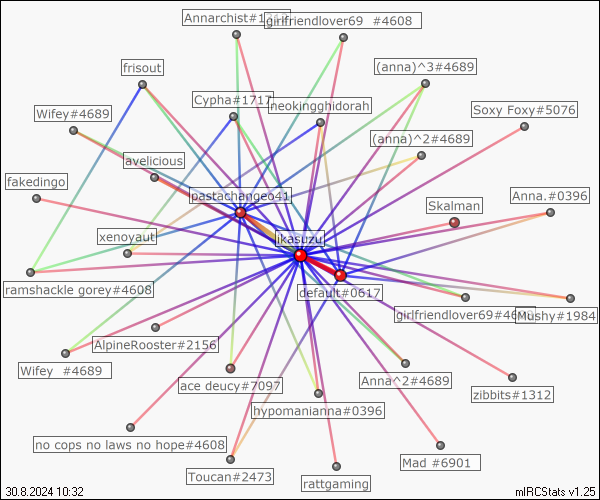 Annarchist#1
girlfriendlover69  #4608
frisout
(anna)^3#4689
Cypha#1717
neokingghidorah
Wifey#4689
Soxy Foxy#5076
(anna)^2#4689
avelicious
fakedingo
pastachangeo41
Anna.#0396
Skalman
xenoyaut
jikasuzu
ramshackle gorey#4608
default#0617
girlfriendlover69#46
Mushy#1984
AlpineRooster#2156
Wifey  #4689
ace deucy#7097
Anna^2#4689
zibbits#1312
hypomanianna#0396
no cops no laws no hope#4608
Mad #6901
Toucan#2473
rattgaming
30.8.2024 10:32
mIRCStats v1.25